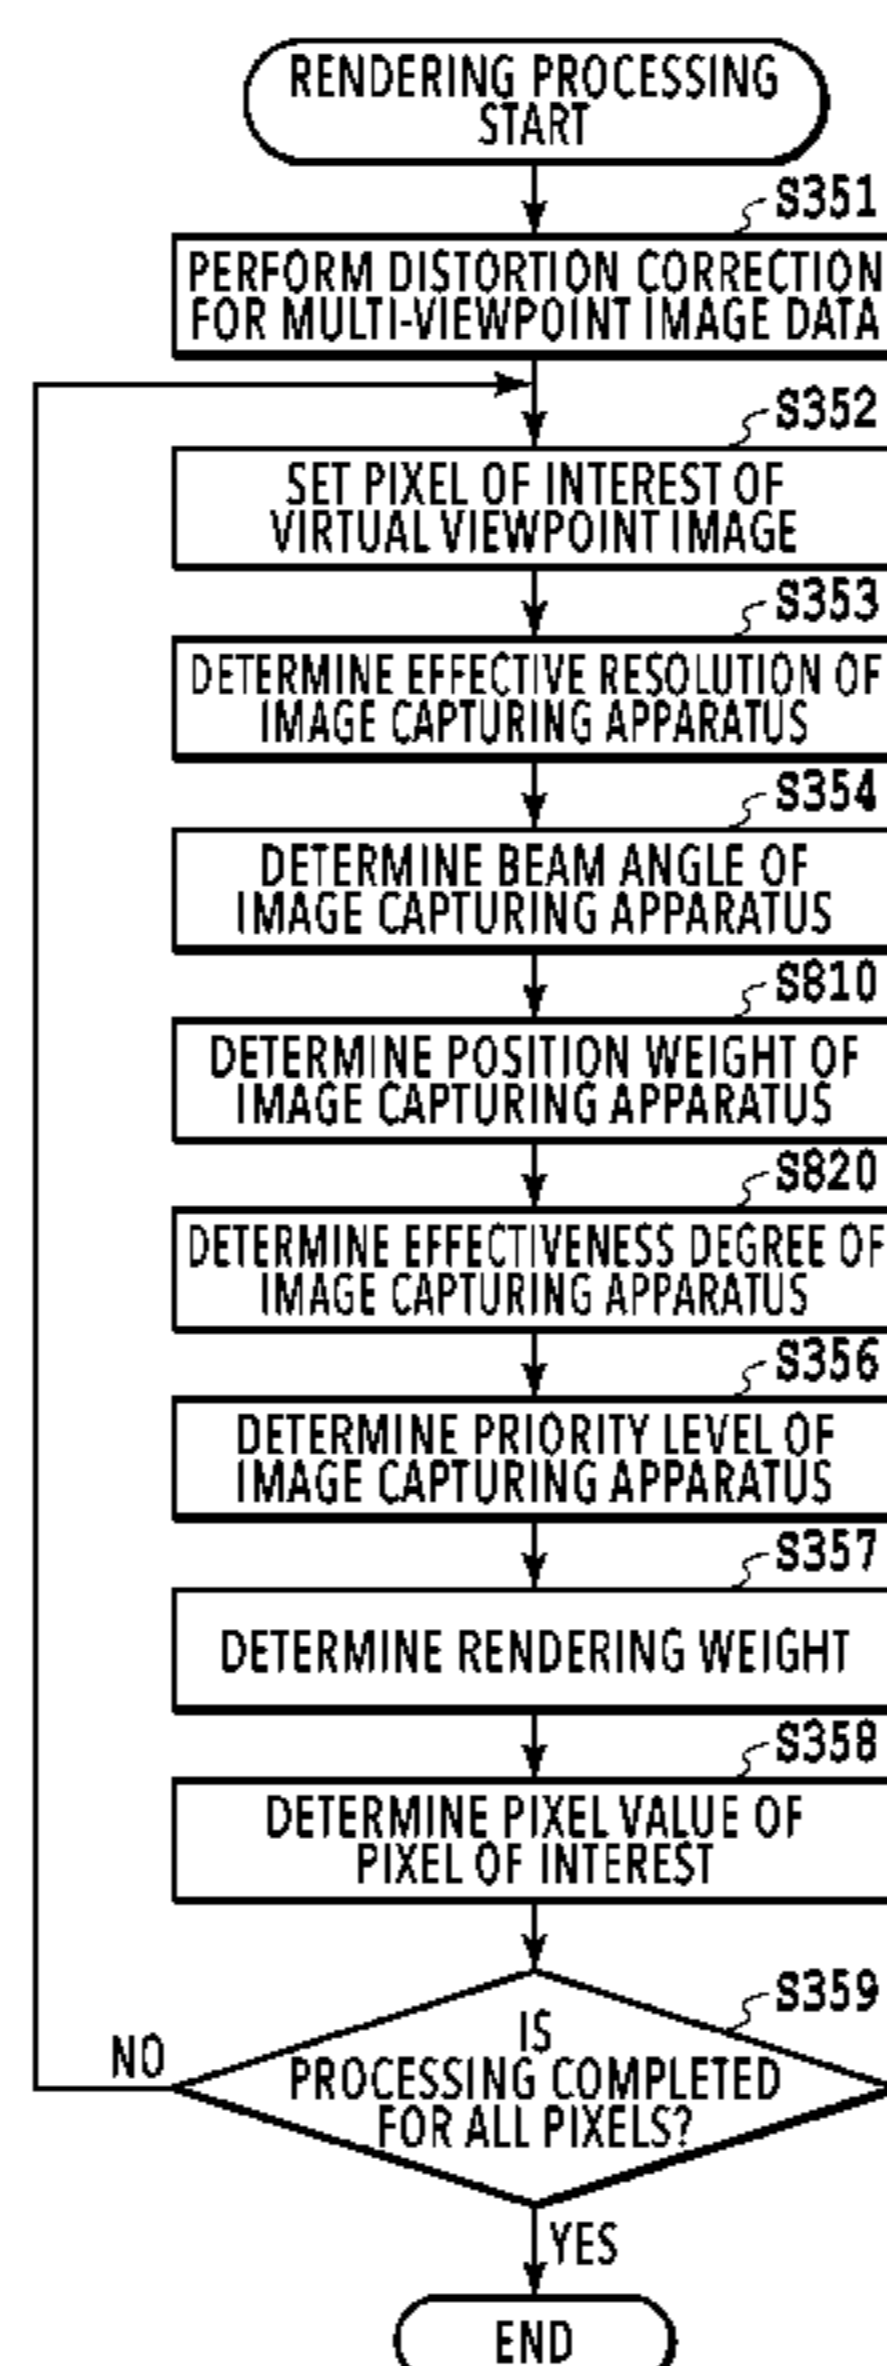 RENDERING PROCESSING
START
S351
PERFORM DISTORTION CORRECTION
FOR MULTI-VIEWPOINT IMAGE DATA
S352
SET PIXEL OF INTEREST OF
VIRTUAL VIEWPOINT IMAGE
S353
DETERMINE EFFECTIVE RESOLUTION OF
IMAGE CAPTURING APPARATUS
S354
DETERMINE BEAM ANGLE OF
IMAGE CAPTURING APPARATUS
S810
DETERMINE POSITION WEIGHT OF
IMAGE CAPTURING APPARATUS
S820
DETERMINE EFFECTIVENESS DEGREE OF
IMAGE CAPTURING APPARATUS
S356
DETERMINE PRIORITY LEVEL OF
IMAGE CAPTURING APPARATUS
S357
DETERMINE RENDERING WEIGHT
S358
DETERMINE PIXEL VALUE OF
PIXEL OF INTEREST
S359
IS
PROCESSING COMPLETED
FOR ALL PIXELS?
NO
YES
END